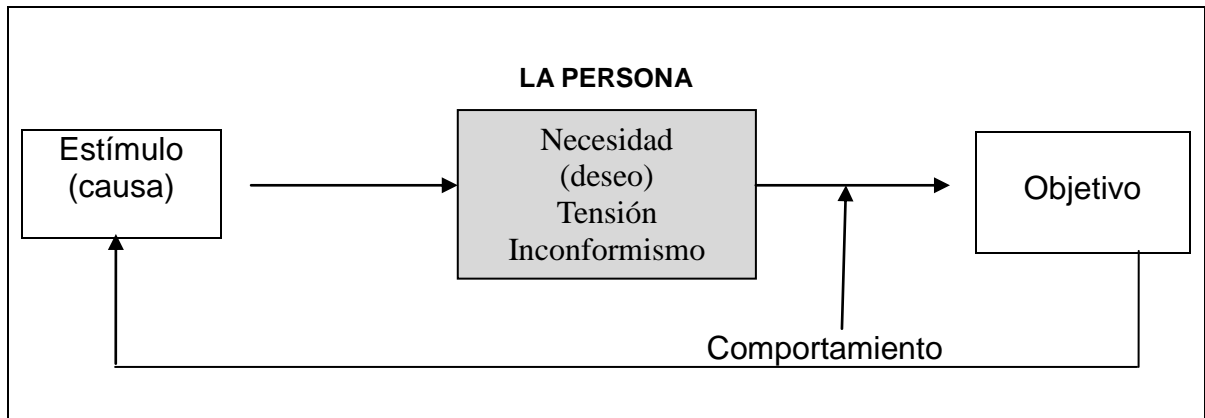 LA PERSONA
Estímulo
(causa)
Necesidad
(deseo)
Tensión
Inconformismo
Objetivo
Comportamiento